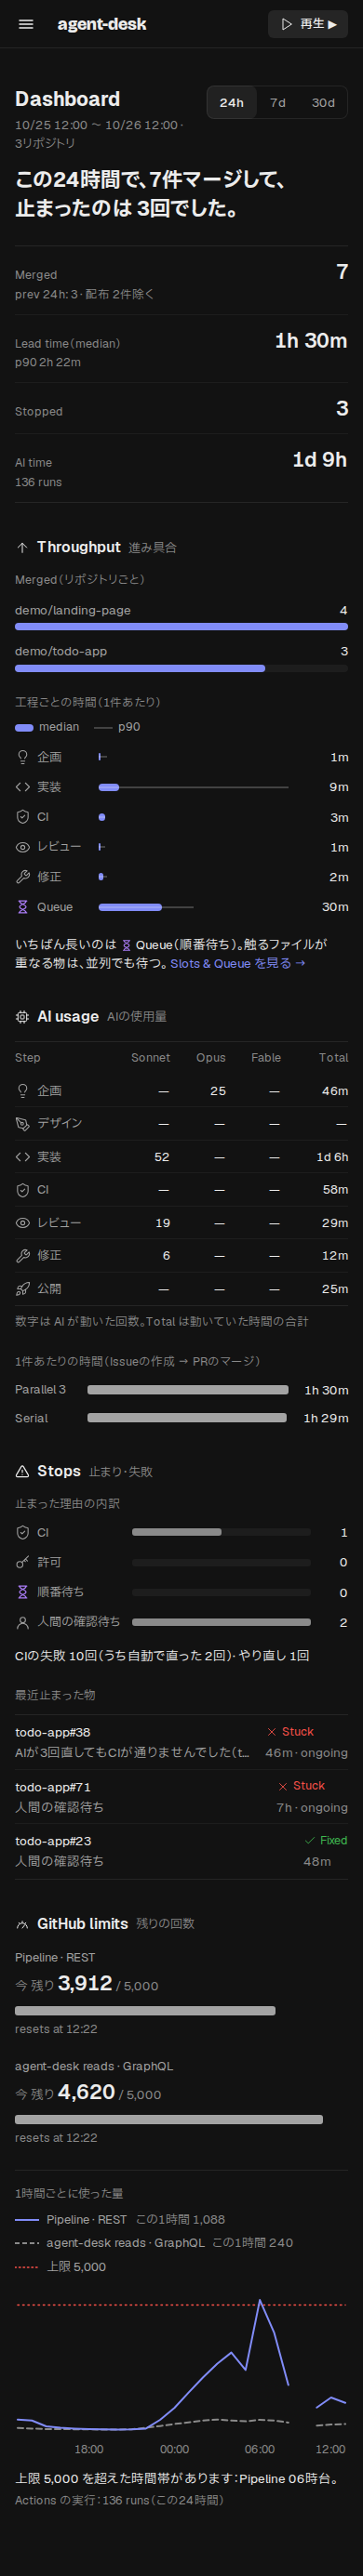 agent-desk
再生 ▶
Dashboard
24h 7d 30d
10/25 12:00 〜 10/26 12:00 ·
3リポジトリ
この24時間で、7件マージして、
止まったのは 3回でした。
Merged 7
prev 24h: 3 · 配布 2件除く
Lead time（median） 1h 30m
p90 2h 22m
Stopped 3
AI time 1d 9h
136 runs
Throughput 進み具合
Merged（リポジトリごと）
demo/landing-page 4
demo/todo-app 3
工程ごとの時間（1件あたり）
median p90
企画 1m
実装 9m
CI 3m
レビュー 1m
修正 2m
Queue 30m
いちばん長いのは Queue（順番待ち）。触るファイルが
重なる物は、並列でも待つ。 Slots & Queue を見る →
AI usage AIの使用量
Step Sonnet Opus Fable Total
企画 — 25 — 46m
デザイン — — — —
実装 52 — — 1d 6h
CI — — — 58m
レビュー 19 — — 29m
修正 6 — — 12m
公開 — — — 25m
数字は AI が動いた回数。Total は動いていた時間の合計
1件あたりの時間（Issueの作成 → PRのマージ）
Parallel 3 1h 30m
Serial 1h 29m
Stops 止まり·失敗
止まった理由の内訳
CI 1
許可 0
順番待ち 0
人間の確認待ち 2
CIの失敗 10回（うち自動で直った 2回）· やり直し 1回
最近止まった物
todo-app#38 Stuck
AIが3回直してもCIが通りませんでした（t... 46m · ongoing
todo-app#71 Stuck
人間の確認待ち 7h · ongoing
todo-app#23 Fixed
人間の確認待ち 48m
GitHub limits 残りの回数
Pipeline · REST
今 残り 3,912 / 5,000
resets at 12:22
agent-desk reads · GraphQL
今 残り 4,620 / 5,000
resets at 12:22
1時間ごとに使った量
Pipeline · REST この1時間 1,088
agent-desk reads · GraphQL この1時間 240
上限 5,000
18:00 00:00 06:00 12:00
上限 5,000 を超えた時間帯があります：Pipeline 06時台。
Actions の実行：136 runs（この24時間）